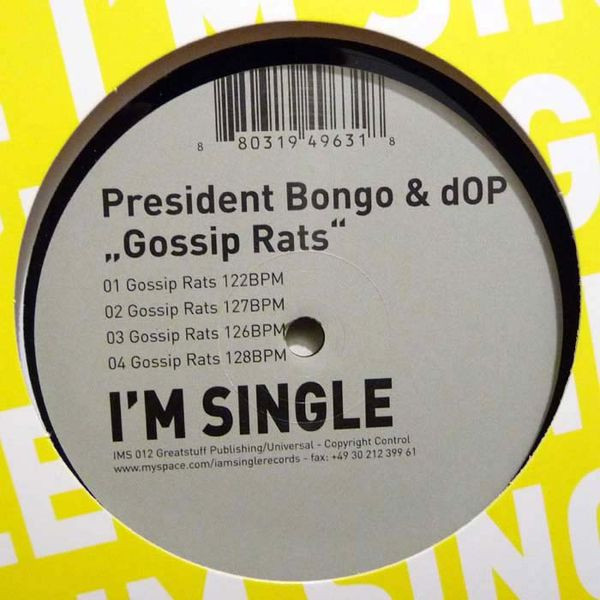 I'M SING
8 80319 49631 8
President Bongo & dOP
„Gossip Rats“
01 Gossip Rats 122BPM
02 Gossip Rats 127BPM
03 Gossip Rats 126BPM
04 Gossip Rats 128BPM
I'M SINGLE
IMS 012 Greatstuff Publishing/Universal - Copyright Control
www.myspace.com/iamsinglerecords - fax: +49 30 212 399 61
'M SING